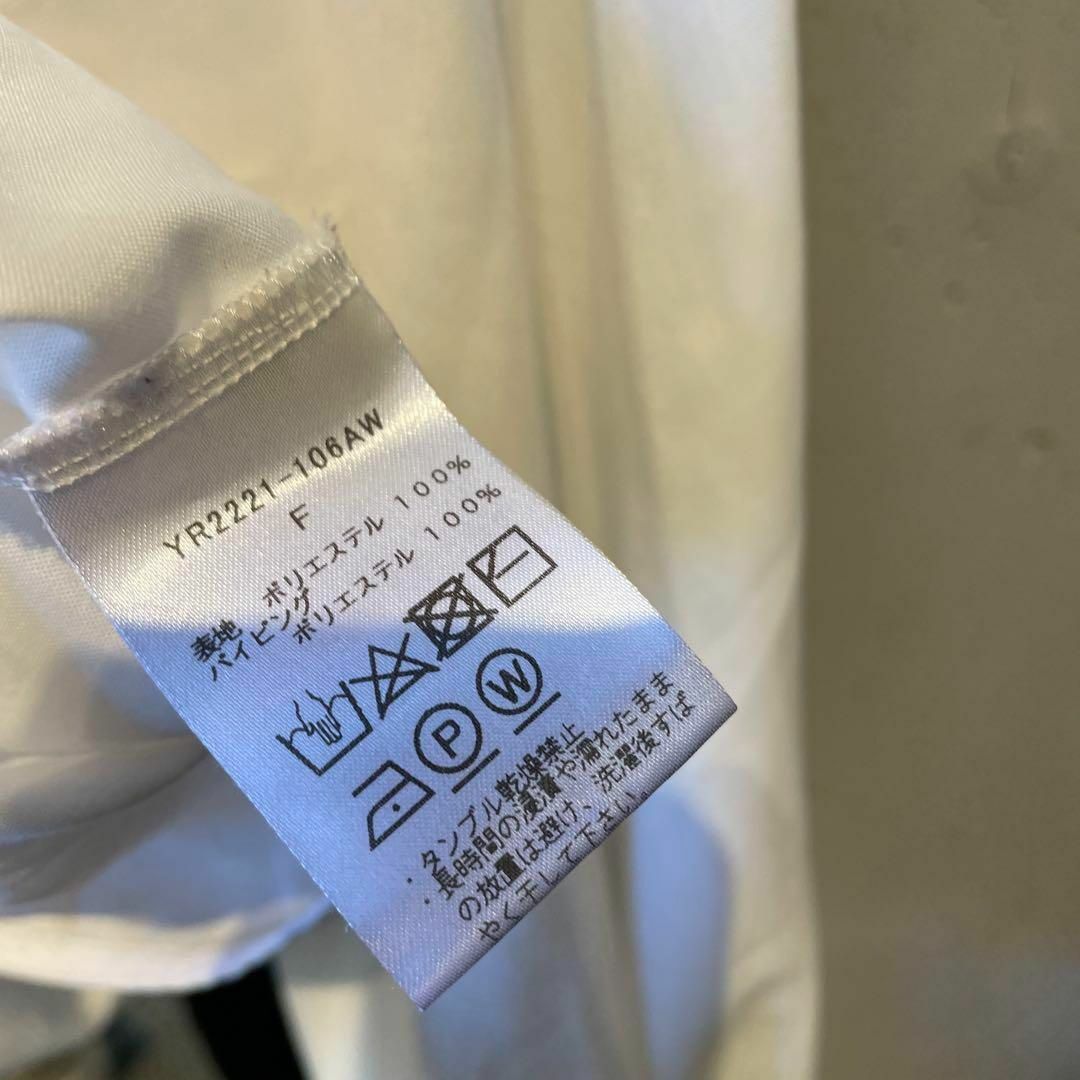 YR2221-106AW
F
表地 ポリエステル 100%
パイピング
ポリエステル 100%
P W
・タンブル乾燥禁止
・長時間の浸漬や濡れたまま
の放置は避け、洗濯後すば
やく干して下さい